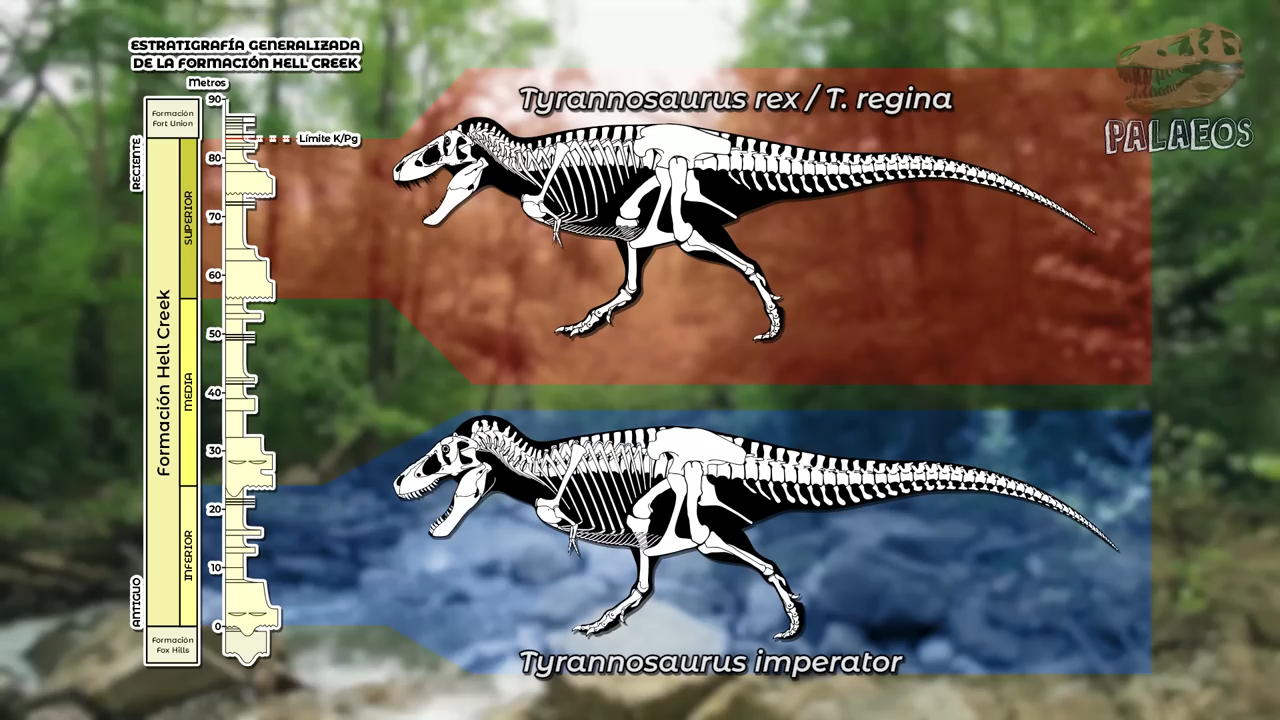 ESTRATIGRAFÍA GENERALIZADA
DE LA FORMACIÓN HELL CREEK
Metros
90
80
70
60
50
40
30
20
10
0
Formación
Fort Union
Límite K/Pg
RECIENTE
SUPERIOR
Formación Hell Creek
MEDIA
INFERIOR
ANTIGUO
Formación
Fox Hills
Tyrannosaurus rex / T. regina
Tyrannosaurus imperator
PALAEOS